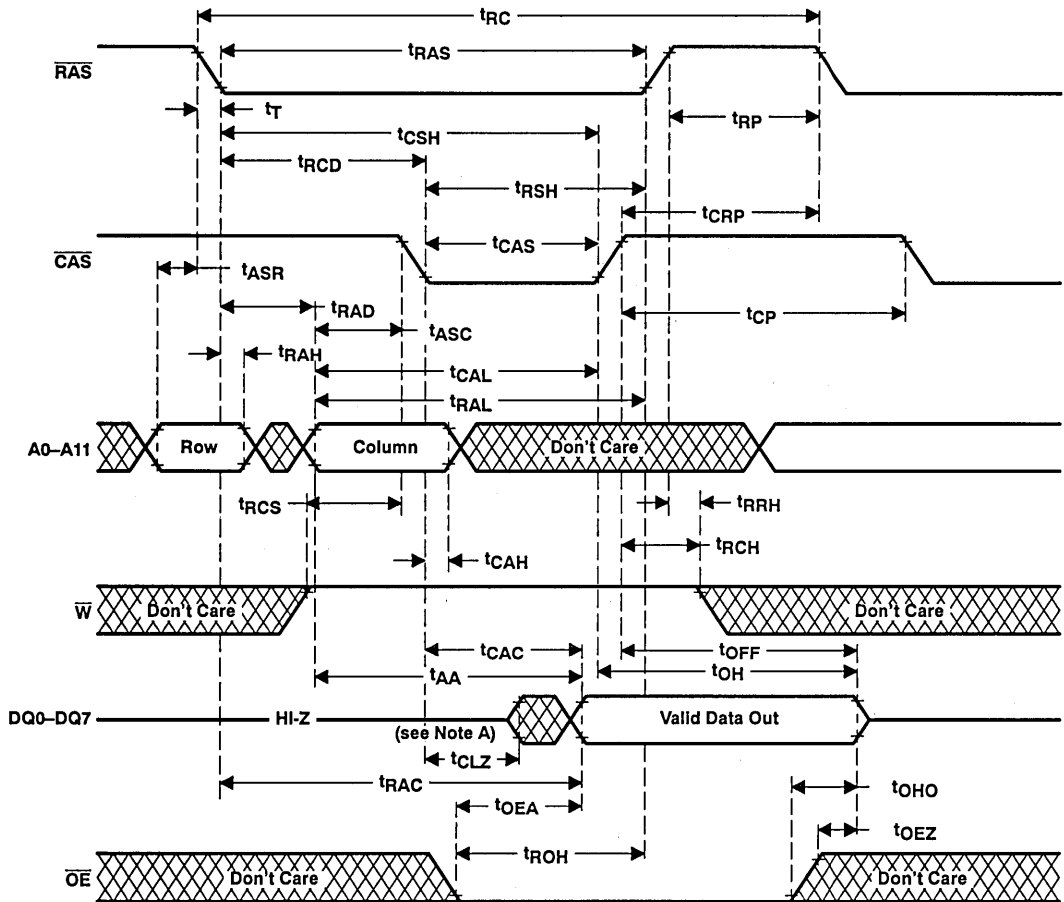 tRC
tRAS
RAS
tT
tRP
tCSH
tRCD
tRSH
tCRP
CAS
tCAS
tASR
tRAD
tCP
tASC
tRAH
tCAL
tRAL
A0–A11 Row Column Don't Care
tRCS
tRRH
tRCH
tCAH
W Don't Care Don't Care
tCAC
tOFF
tAA
tOH
DQ0–DQ7 HI-Z Valid Data Out
(see Note A)
tCLZ
tRAC
tOHO
tOEA
tOEZ
tROH
OE Don't Care Don't Care